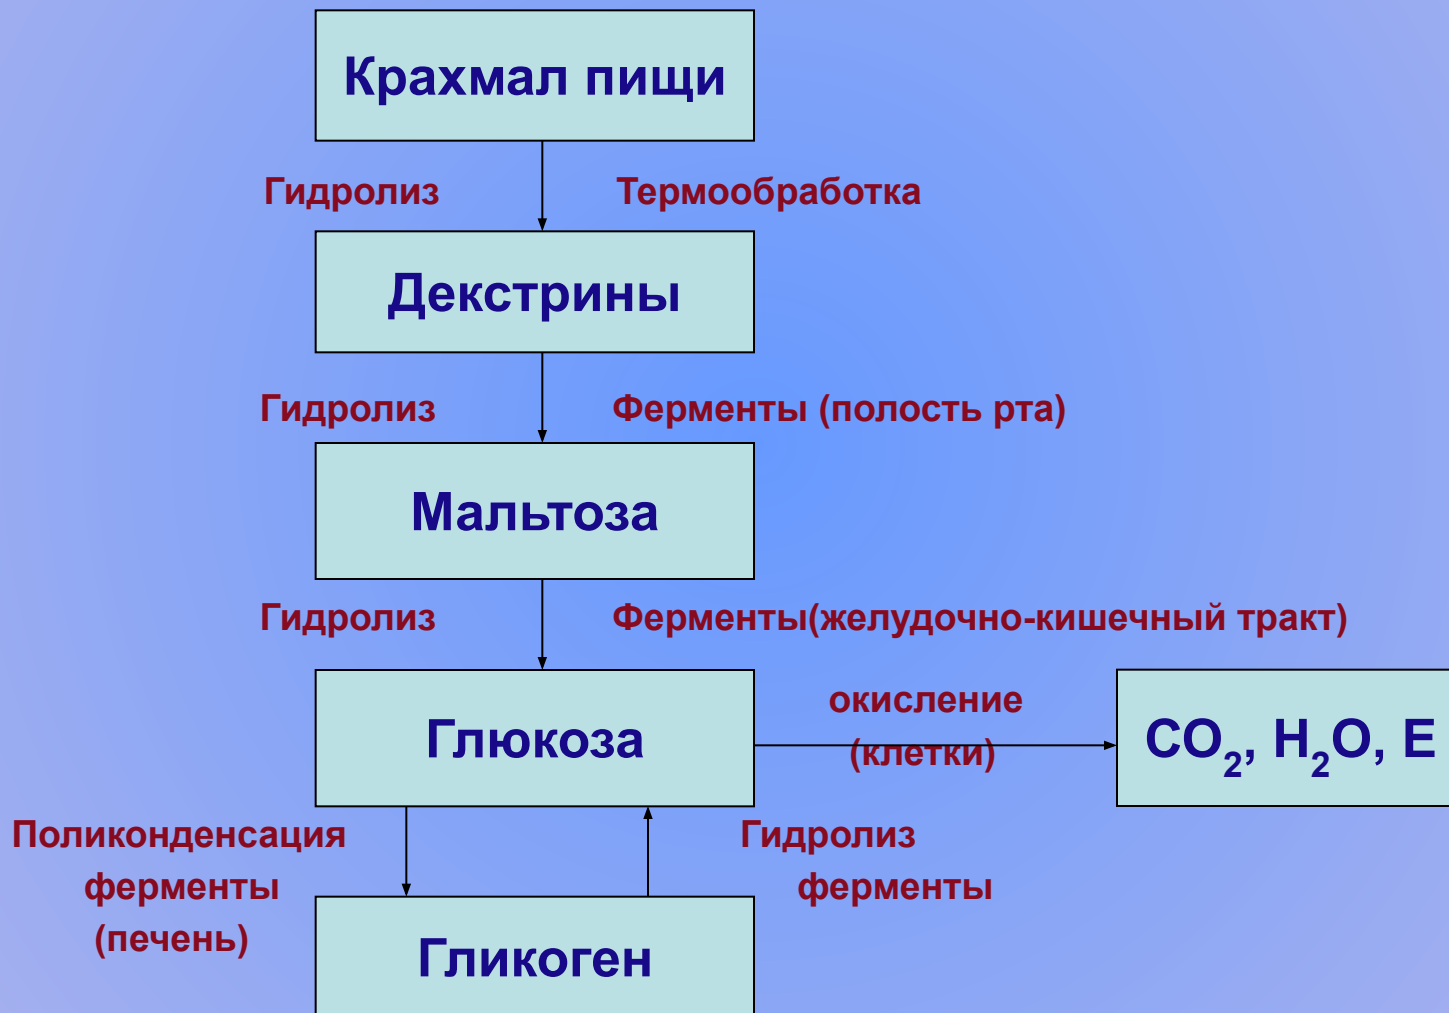 Крахмал пищи
Гидролиз
Термообработка
Декстрины
Гидролиз
Ферменты (полость рта)
Мальтоза
Гидролиз
Ферменты(желудочно-кишечный тракт)
Глюкоза
окисление
(клетки)
CO₂, H₂O, E
Поликонденсация
ферменты
(печень)
Гидролиз
ферменты
Гликоген